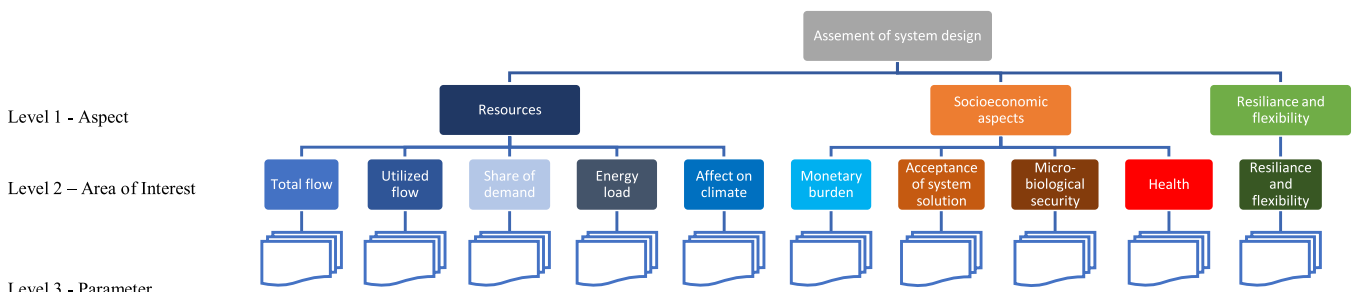 Assement of system design
Level 1 - Aspect
Resources
Socioeconomic
aspects
Resiliance and
flexibility
Level 2 – Area of Interest
Total flow
Utilized
flow
Share of
demand
Energy
load
Affect on
climate
Monetary
burden
Acceptance
of system
solution
Micro-
biological
security
Health
Resiliance
and
flexibility
Level 3 - Parameter